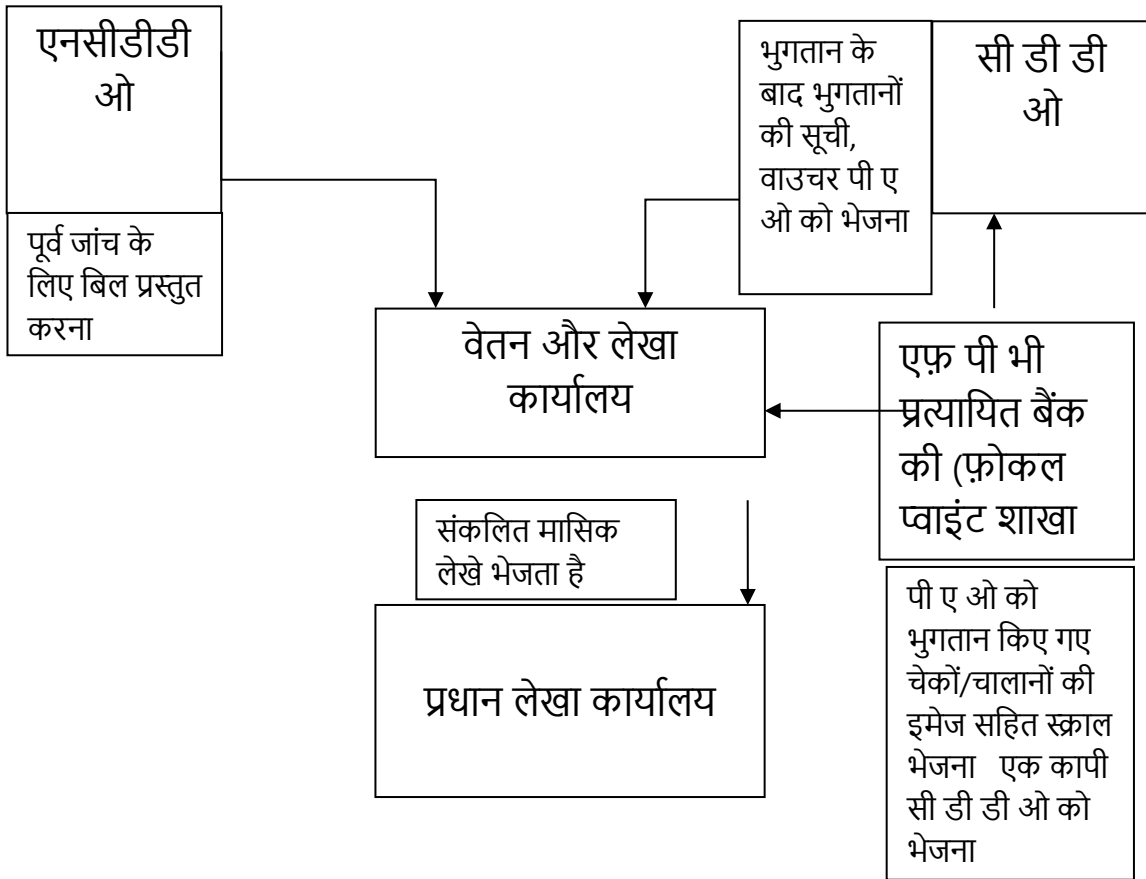 एनसीडीडी
ओ
पूर्व जांच के
लिए बिल प्रस्तुत
करना
भुगतान के
बाद भुगतानों
की सूची,
वाउचर पी ए
ओ को भेजना
सी डी डी
ओ
वेतन और लेखा
कार्यालय
एफ़ पी भी
प्रत्यायित बैंक
की (फ़ोकल
प्वाइंट शाखा
संकलित मासिक
लेखे भेजता है
प्रधान लेखा कार्यालय
पी ए ओ को
भुगतान किए गए
चेकों/चालानों की
इमेज सहित स्क्राल
भेजना एक कापी
सी डी डी ओ को
भेजना